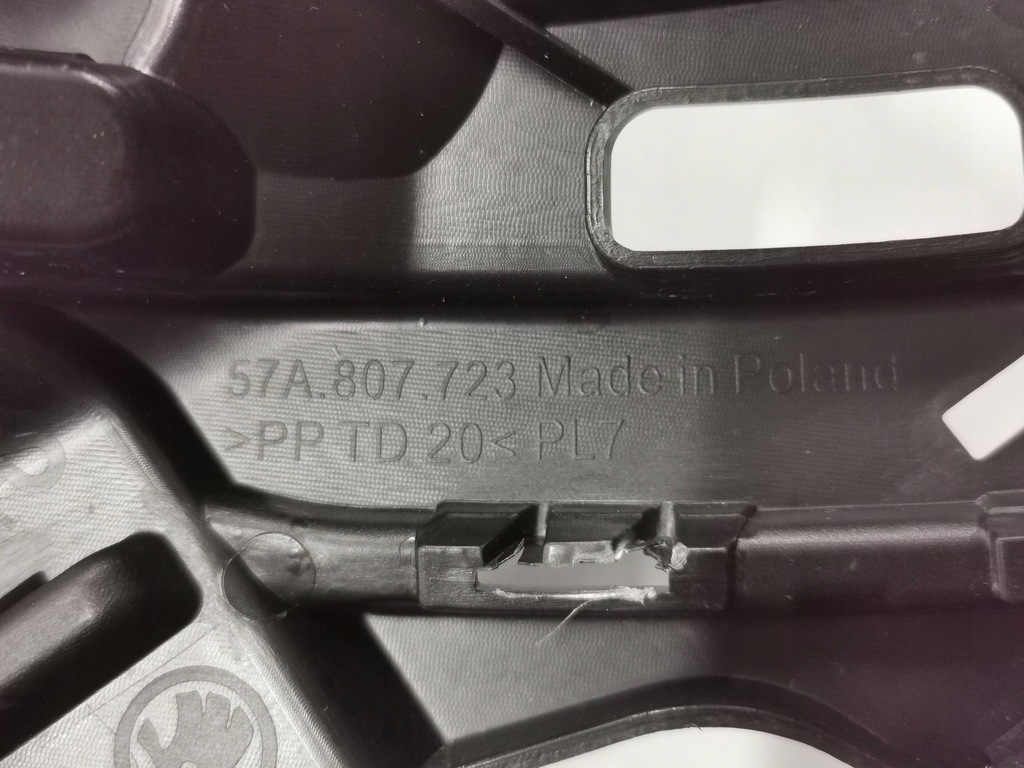 57A.807.723 Made in Poland
>PP TD 20< PL7